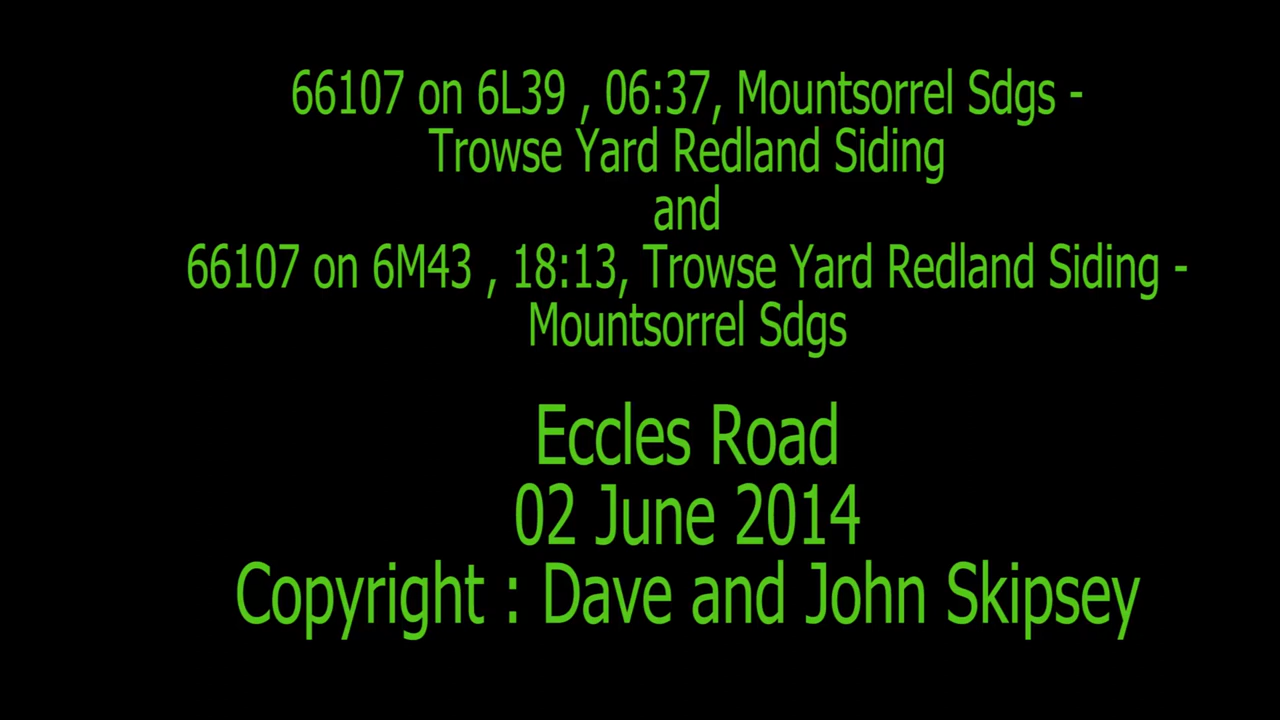 66107 on 6L39 , 06:37, Mountsorrel Sdgs -
Trowse Yard Redland Siding
and
66107 on 6M43 , 18:13, Trowse Yard Redland Siding -
Mountsorrel Sdgs
Eccles Road
02 June 2014
Copyright : Dave and John Skipsey